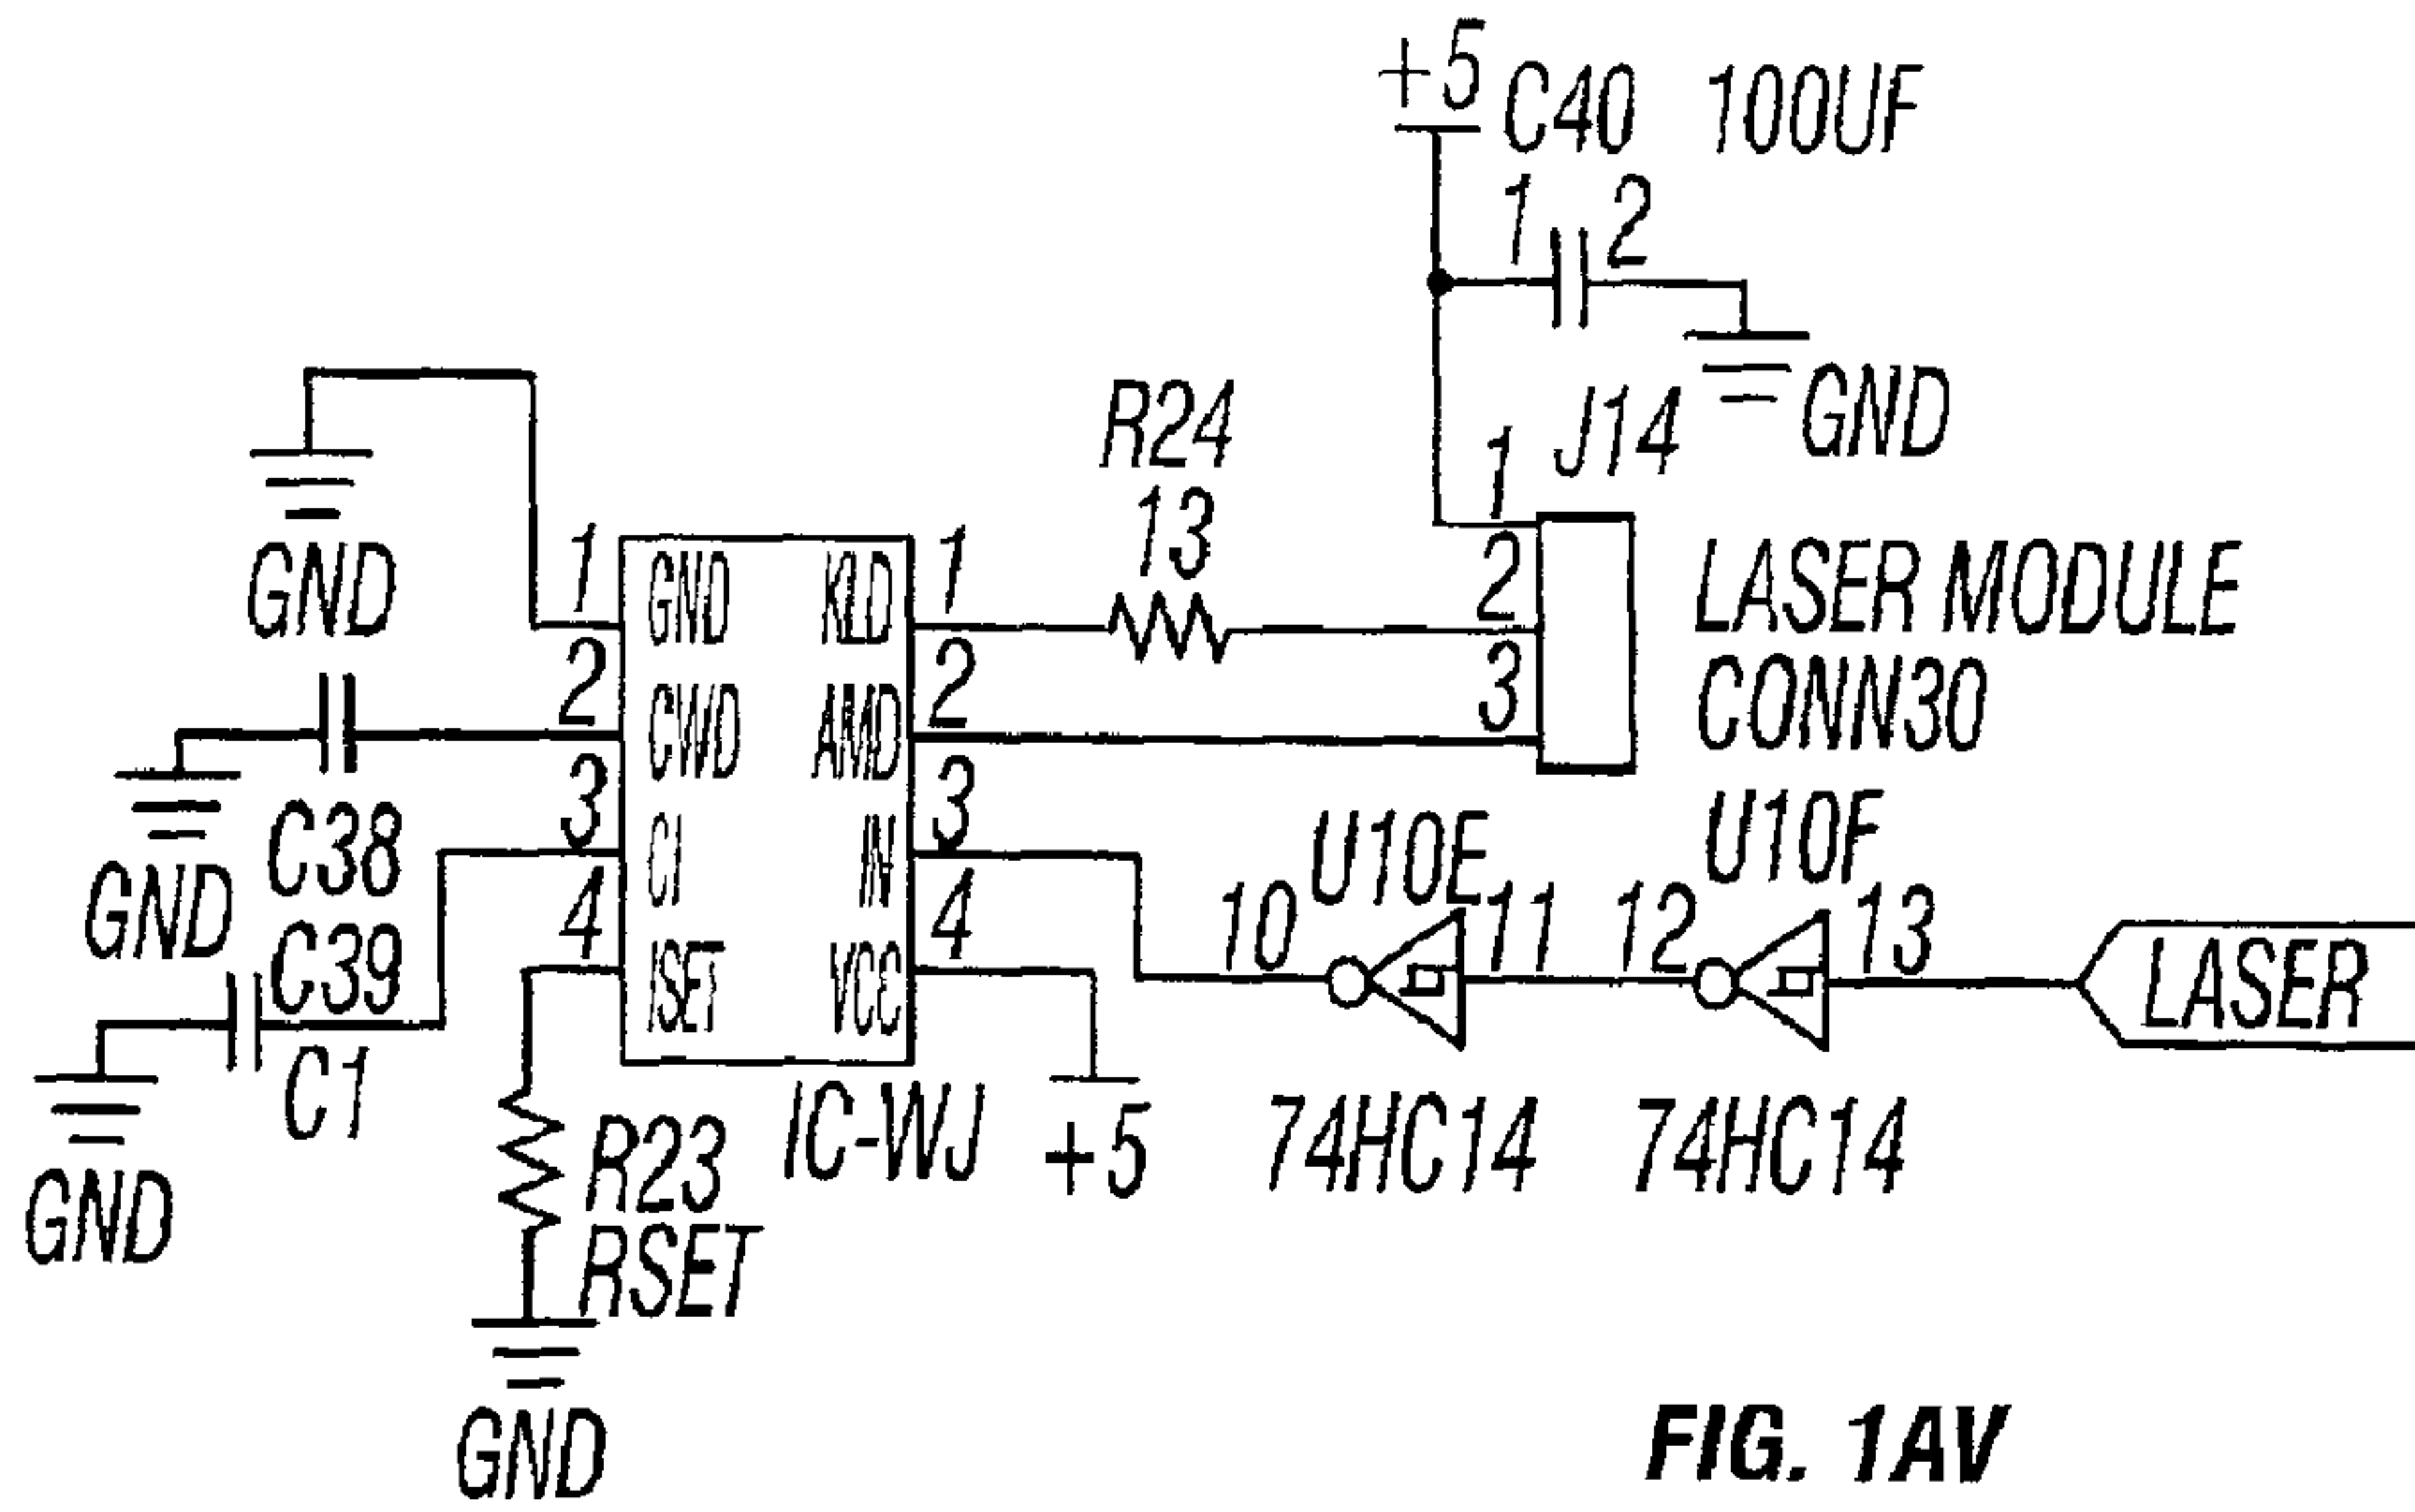 +5 C40 100UF
1 2
GND
J14
1
2
3
LASER MODULE
CONN30
R24
13
GND
C38
GND
C39
C1
GND
1 GND KLD 1
2 CWD AMD 2
3 CI IN 3
4 ISET VCC 4
IC-WJ
+5
R23
RSET
GND
U10E
10 11
74HC14
U10F
12 13
74HC14
LASER
GND
FIG. 1AV